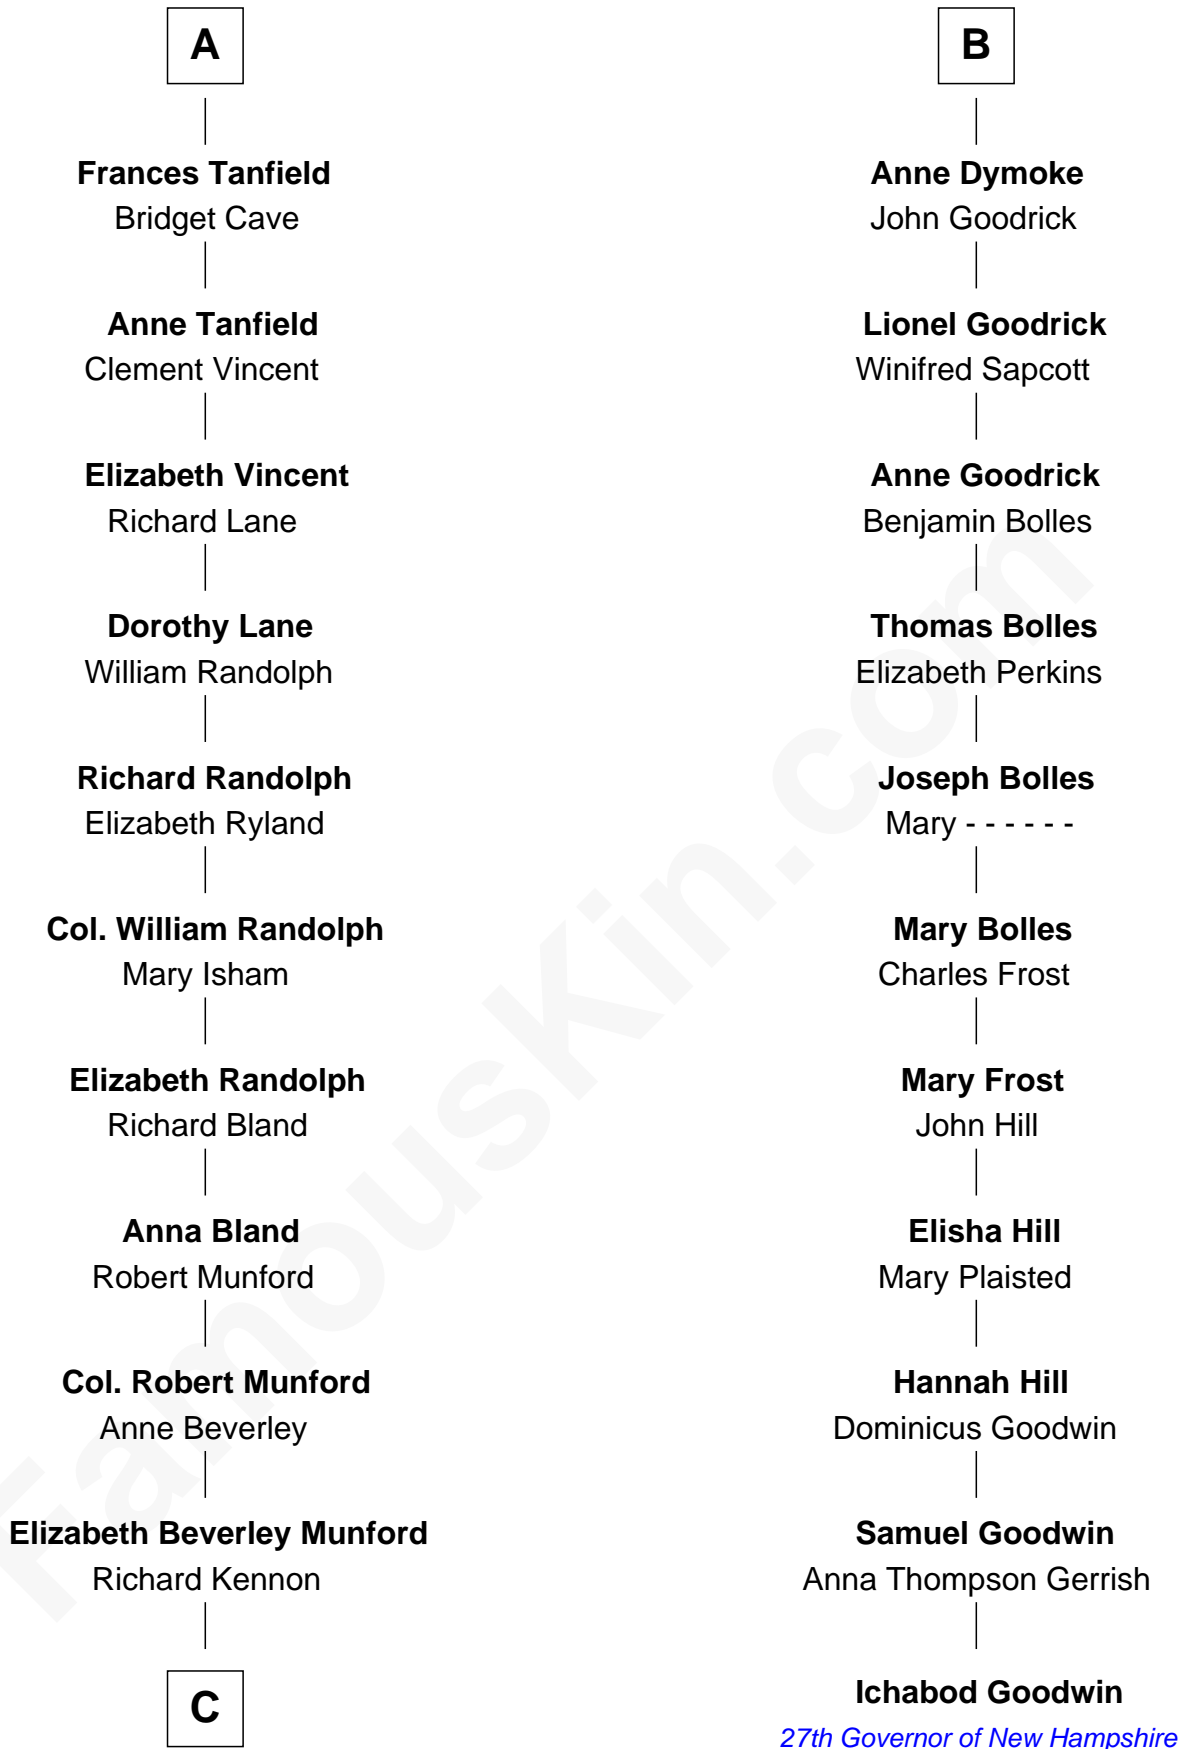 A
Frances Tanfield
Bridget Cave
Anne Tanfield
Clement Vincent
Elizabeth Vincent
Richard Lane
Dorothy Lane
William Randolph
Richard Randolph
Elizabeth Ryland
Col. William Randolph
Mary Isham
Elizabeth Randolph
Richard Bland
Anna Bland
Robert Munford
Col. Robert Munford
Anne Beverley
Elizabeth Beverley Munford
Richard Kennon
C
B
Anne Dymoke
John Goodrick
Lionel Goodrick
Winifred Sapcott
Anne Goodrick
Benjamin Bolles
Thomas Bolles
Elizabeth Perkins
Joseph Bolles
Mary - - - - - -
Mary Bolles
Charles Frost
Mary Frost
John Hill
Elisha Hill
Mary Plaisted
Hannah Hill
Dominicus Goodwin
Samuel Goodwin
Anna Thompson Gerrish
Ichabod Goodwin
27th Governor of New Hampshire
FamousKin.com